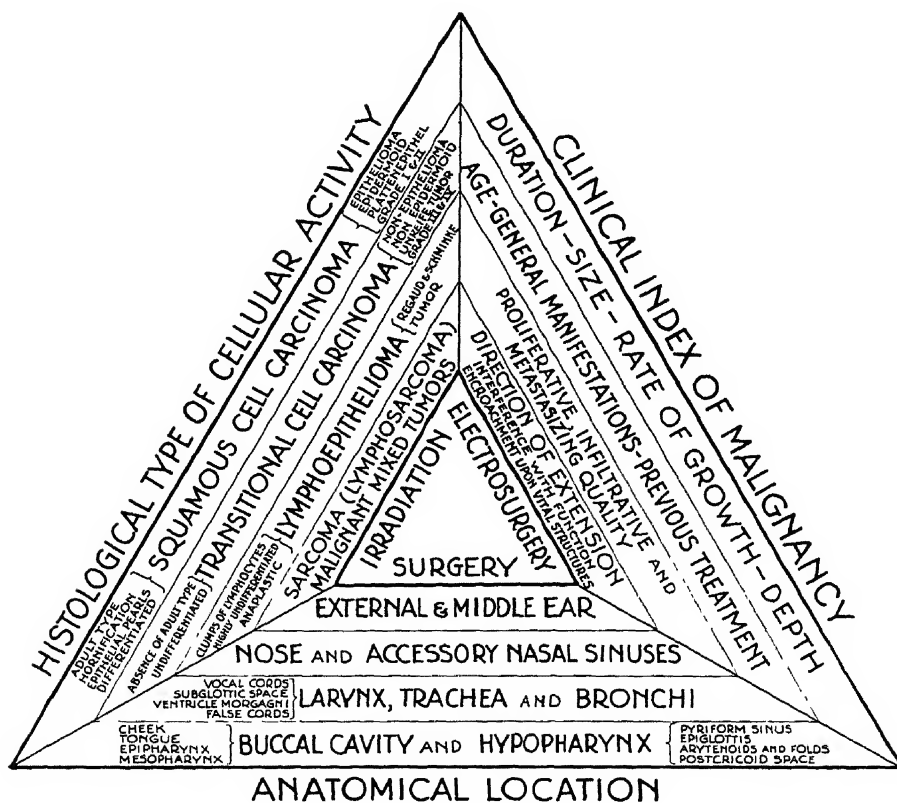 HISTOLOGICAL TYPE OF CELLULAR ACTIVITY
EPITHELIOMA
EPIDERMOID
PLATTENEPITHEL
GRADE I & II
SQUAMOUS CELL CARCINOMA
ADULT TYPE
HORNIFICATION
EPITHELIAL PEARLS
DIFFERENTIATED
NON-EPITHELIOMA
NON EPIDERMOID
UNREIFE TUMOR
GRADE III & IV
TRANSITIONAL CELL CARCINOMA
ABSENCE OF ADULT TYPE
UNDIFFERENTIATED
REGAUD & SCHMINKE
TUMOR
LYMPHOEPITHELIOMA
CLUMPS OF LYMPHOCYTES
HIGHLY UNDIFFERENTIATED
ANAPLASTIC
SARCOMA (LYMPHOSARCOMA)
MALIGNANT MIXED TUMORS
IRRADIATION
CLINICAL INDEX OF MALIGNANCY
DURATION-SIZE-RATE OF GROWTH-DEPTH
AGE-GENERAL MANIFESTATIONS-PREVIOUS TREATMENT
PROLIFERATIVE, INFILTRATIVE AND
METASTASIZING QUALITY
DIRECTION OF EXTENSION
INTERFERENCE WITH FUNCTION
ENCROACHMENT UPON VITAL STRUCTURES
ELECTROSURGERY
SURGERY
EXTERNAL & MIDDLE EAR
NOSE AND ACCESSORY NASAL SINUSES
VOCAL CORDS
SUBGLOTTIC SPACE
VENTRICLE MORGAGNI
FALSE CORDS
LARYNX, TRACHEA AND BRONCHI
CHEEK
TONGUE
EPIPHARYNX
MESOPHARYNX
BUCCAL CAVITY AND HYPOPHARYNX
PYRIFORM SINUS
EPIGLOTTIS
ARYTENOIDS AND FOLDS
POSTCRICOID SPACE
ANATOMICAL LOCATION